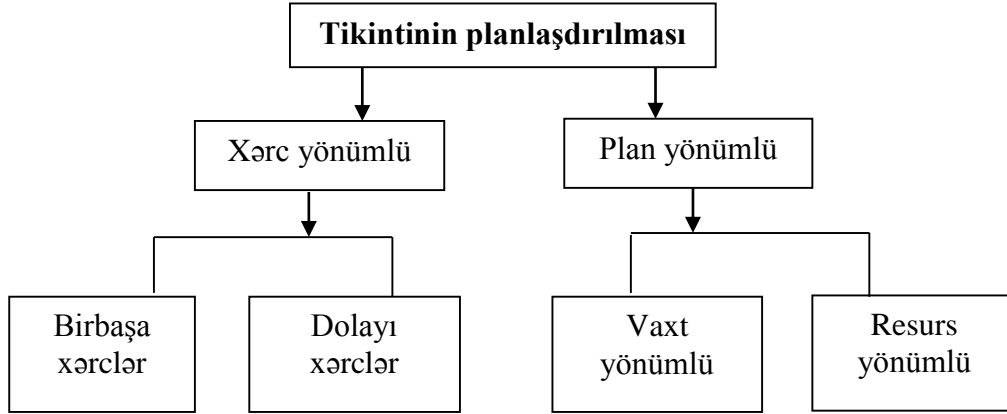 Tikintinin planlaşdırılması
Xərc yönümlü
Plan yönümlü
Birbaşa
xərclər
Dolayı
xərclər
Vaxt
yönümlü
Resurs
yönümlü